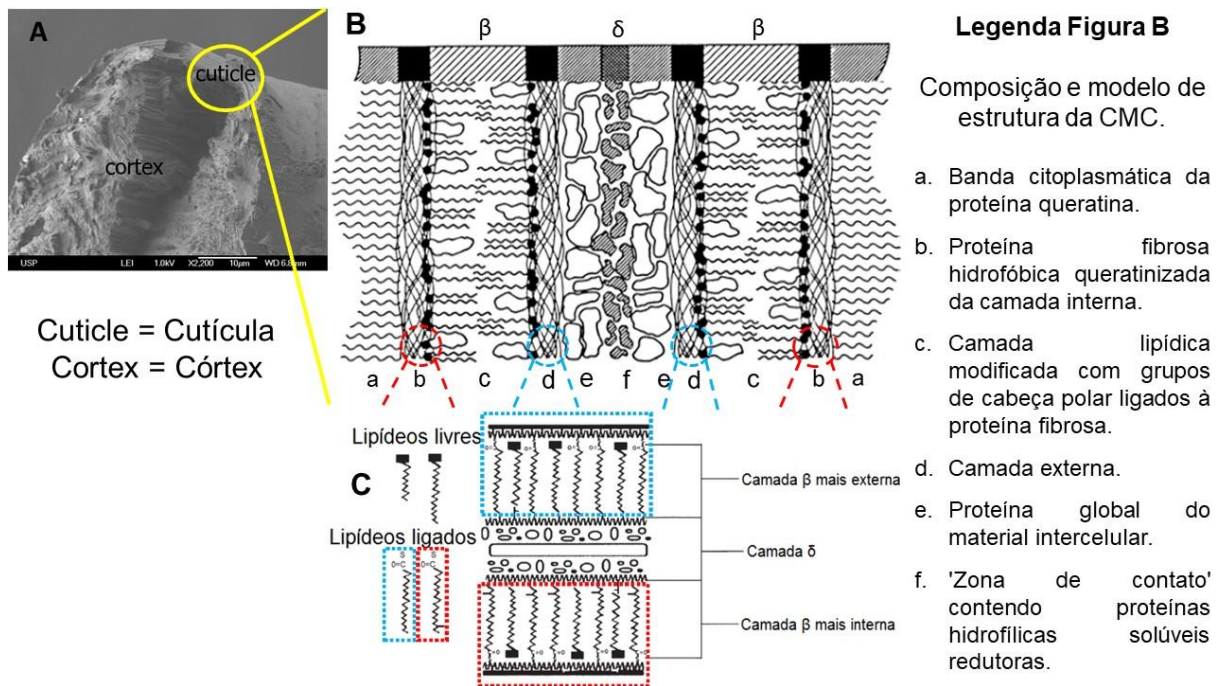 A
cuticle
cortex
USP LEI 1.0kV X2,200 10μm WD 6.8mm
Cuticle = Cutícula
Cortex = Córtex
B
β δ β
a b c d e f e d c b a
Lipídeos livres
C
Lipídeos ligados
S S
O=C O=C
Camada β mais externa
Camada δ
Camada β mais interna
Legenda Figura B
Composição e modelo de
estrutura da CMC.
a. Banda citoplasmática da
proteína queratina.
b. Proteína fibrosa
hidrofóbica queratinizada
da camada interna.
c. Camada lipídica
modificada com grupos
de cabeça polar ligados à
proteína fibrosa.
d. Camada externa.
e. Proteína global do
material intercelular.
f. 'Zona de contato'
contendo proteínas
hidrofílicas solúveis
redutoras.